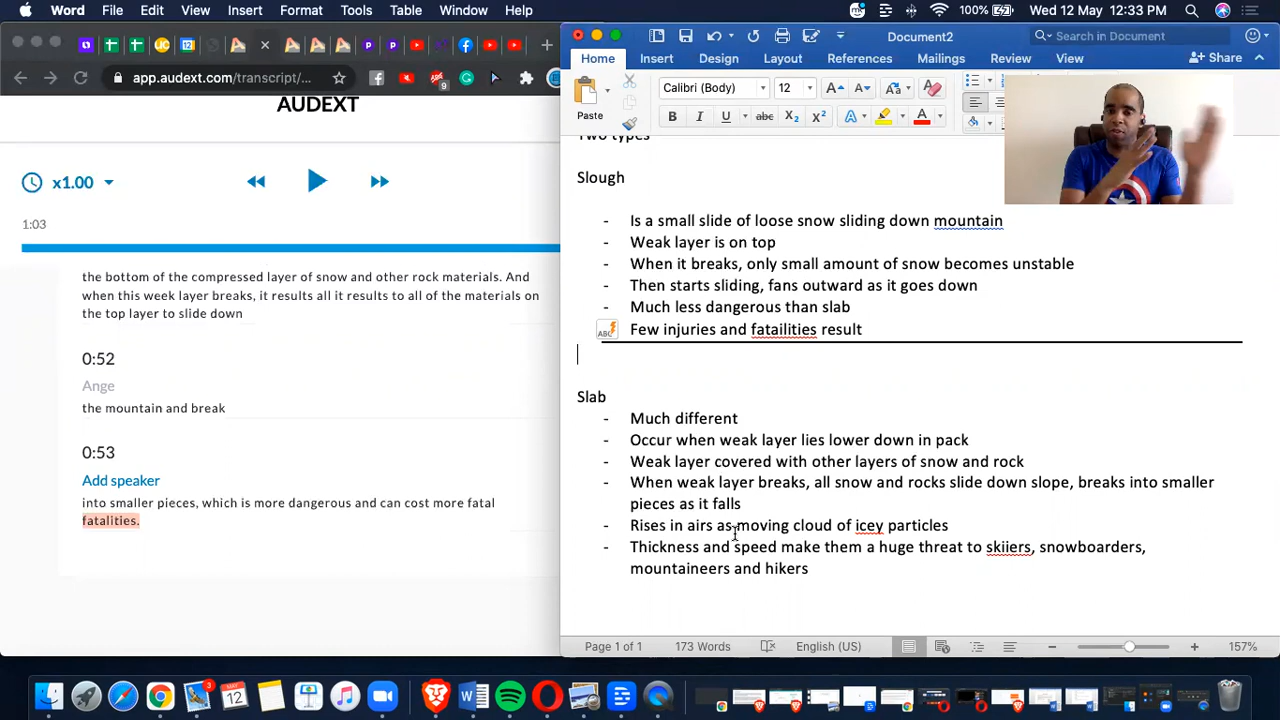 Word File Edit View Insert Format Tools Table Window Help
100% Wed 12 May 12:33 PM
app.audext.com/transcript/...
9
Document2
Search in Document
Home Insert Design Layout References Mailings Review View
Share
Paste
Calibri (Body) 12
B I U abc X2 X2 A A
AUDEXT
x1.00
1:03
the bottom of the compressed layer of snow and other rock materials. And
when this week layer breaks, it results all it results to all of the materials on
the top layer to slide down
0:52
Ange
the mountain and break
0:53
Add speaker
into smaller pieces, which is more dangerous and can cost more fatal
fatalities.
Two types
Slough
- Is a small slide of loose snow sliding down mountain
- Weak layer is on top
- When it breaks, only small amount of snow becomes unstable
- Then starts sliding, fans outward as it goes down
- Much less dangerous than slab
ABC Few injuries and fatailities result
Slab
- Much different
- Occur when weak layer lies lower down in pack
- Weak layer covered with other layers of snow and rock
- When weak layer breaks, all snow and rocks slide down slope, breaks into smaller
pieces as it falls
- Rises in airs as moving cloud of icey particles
- Thickness and speed make them a huge threat to skiiers, snowboarders,
mountaineers and hikers
Page 1 of 1 173 Words English (US) 157%
3 12